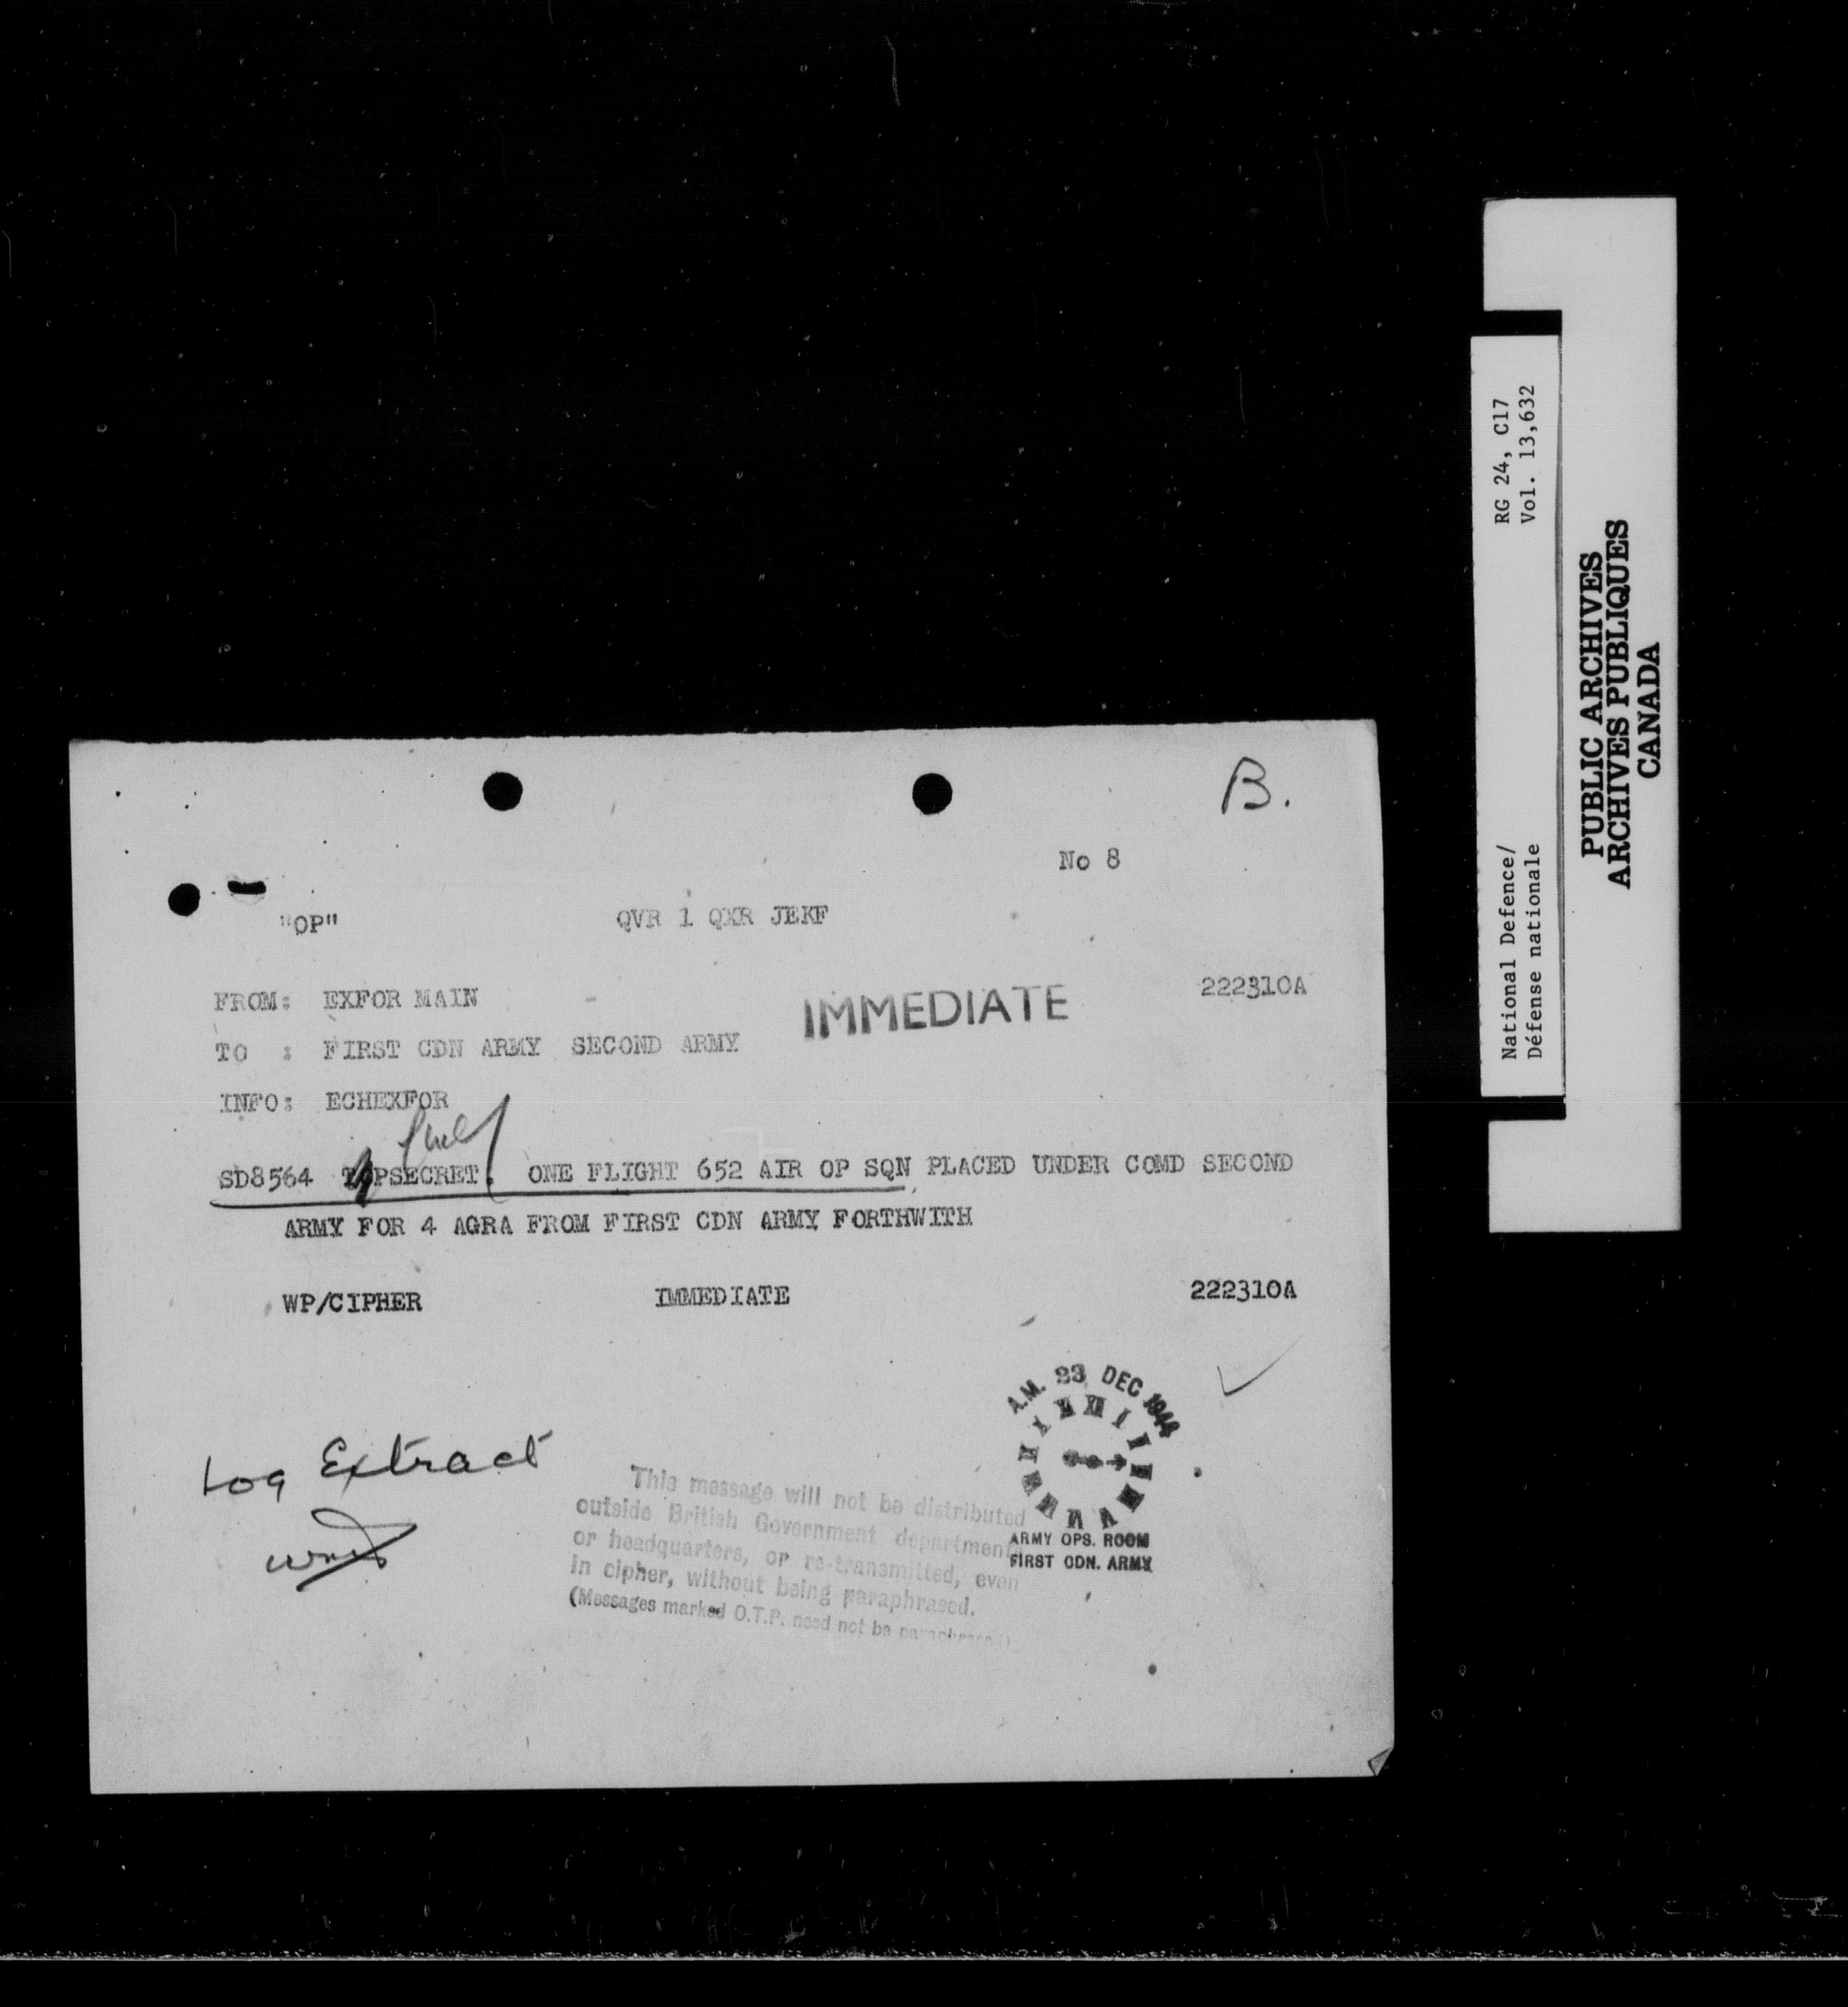 B.
No 8
"OP" QVR 1 QXR JEKF
FROM: EXFOR MAIN IMMEDIATE 222310A
TO : FIRST CDN ARMY SECOND ARMY
INFO: ECHEXFOR
SD8564 TOPSECRET. ONE FLIGHT 652 AIR OP SQN PLACED UNDER COMD SECOND
ARMY FOR 4 AGRA FROM FIRST CDN ARMY FORTHWITH
WP/CIPHER IMMEDIATE 222310A
A.M. 23 DEC 1944
ARMY OPS. ROOM
FIRST CDN. ARMY
Log Extract
This message will not be distributed
outside British Government departments
or headquarters, or re-transmitted, even
in cipher, without being paraphrased.
(Messages marked O.T.P. need not be paraphrased)
RG 24, C17
Vol. 13,632
National Defence/
Défense nationale
PUBLIC ARCHIVES
ARCHIVES PUBLIQUES
CANADA